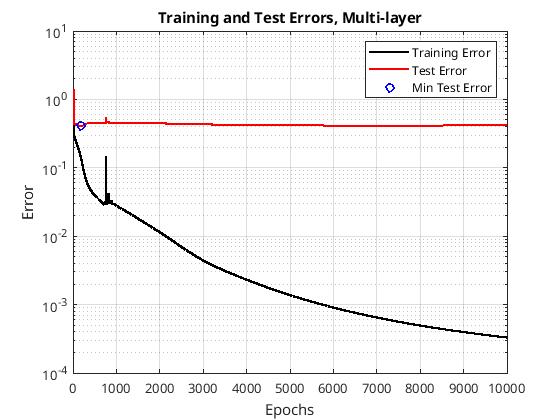 Training and Test Errors, Multi-layer
10^1
10^0
10^-1
10^-2
10^-3
10^-4
Error
Training Error
Test Error
Min Test Error
0 1000 2000 3000 4000 5000 6000 7000 8000 9000 10000
Epochs